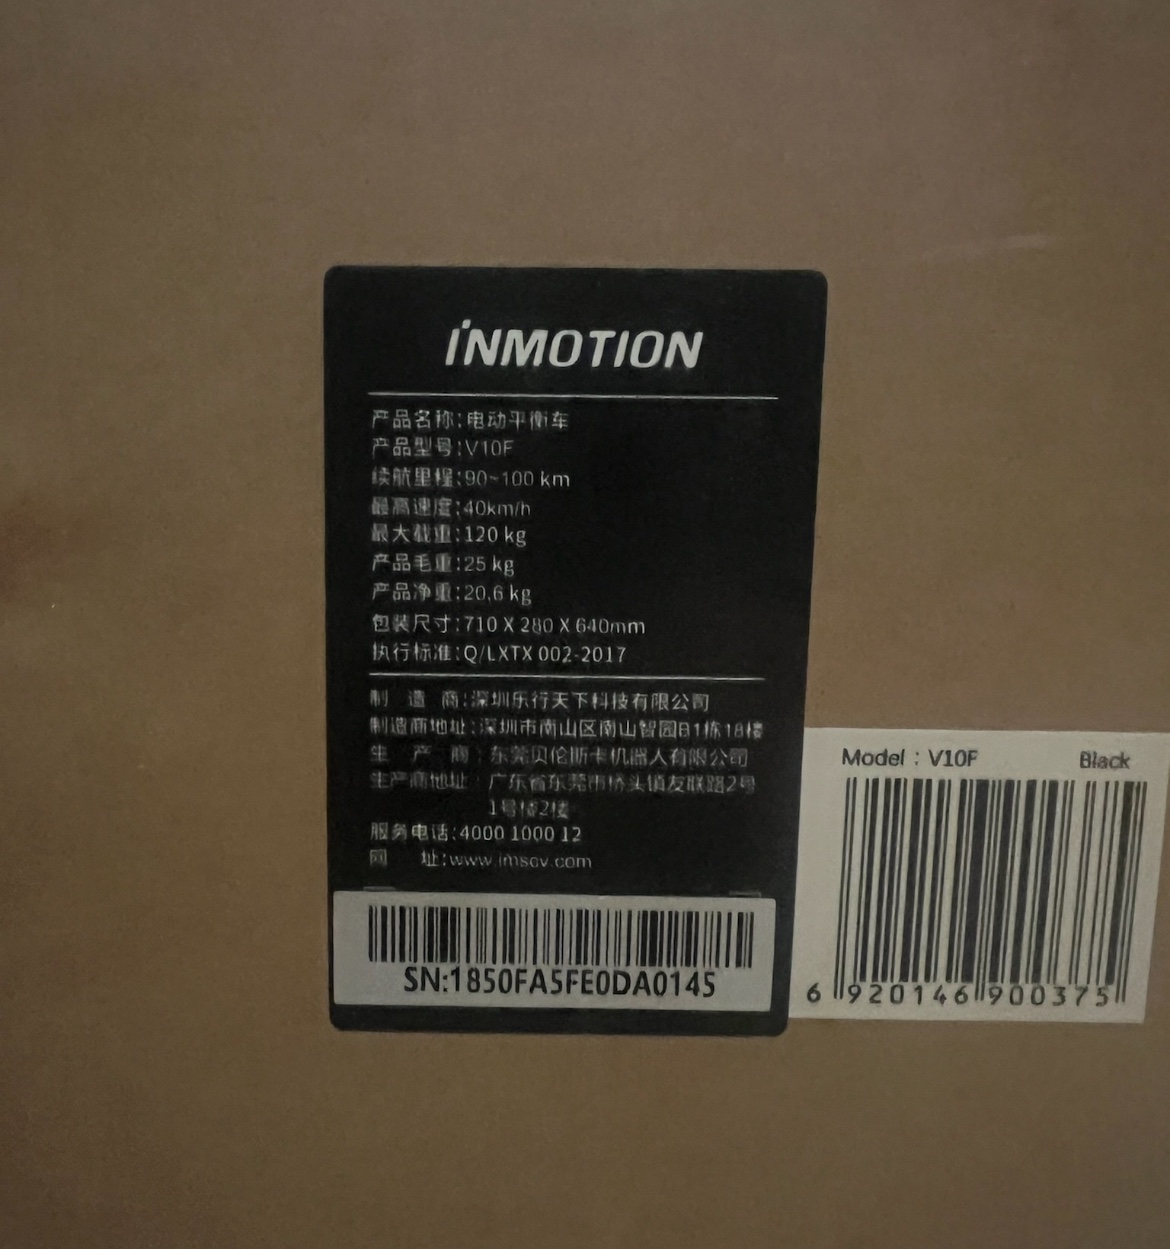 iNMOTION
产品名称:电动平衡车
产品型号:V10F
续航里程:90~100 km
最高速度:40km/h
最大载重:120 kg
产品毛重:25 kg
产品净重:20.6 kg
包装尺寸:710 X 280 X 640mm
执行标准:Q/LXTX 002-2017
制 造 商:深圳乐行天下科技有限公司
制造商地址:深圳市南山区南山智园B1栋18楼
生 产 商:东莞贝伦斯卡机器人有限公司
生产商地址:广东省东莞市桥头镇友联路2号
1号楼2楼
服务电话:4000 1000 12
网 址:www.imscv.com
SN:1850FA5FE0DA0145
Model : V10F Black
6 920146 900375